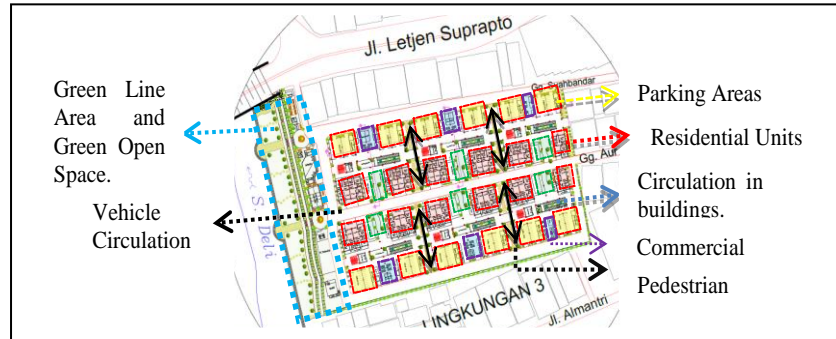 Jl. Letjen Suprapto
Green Line
Area and
Green Open
Space.
Vehicle
Circulation
Gg. Syahbandar
Parking Areas
Residential Units
Gg. Aur
Circulation in
buildings.
Commercial
Pedestrian
S. Deli
LINGKUNGAN 3
Jl. Almantri